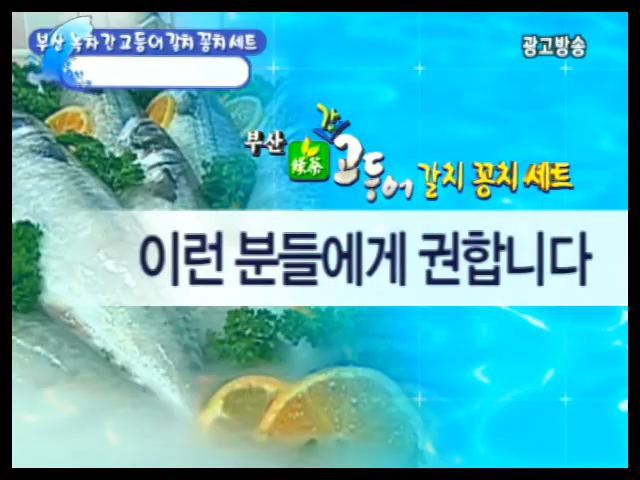 부산 녹차 간 고등어 갈치 꽁치 세트
광고방송
부산 綠茶 간 고등어 갈치 꽁치 세트
이런 분들에게 권합니다